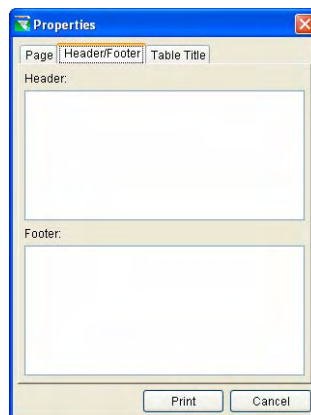 Properties
Page Header/Footer Table Title
Header:
Footer:
Print Cancel